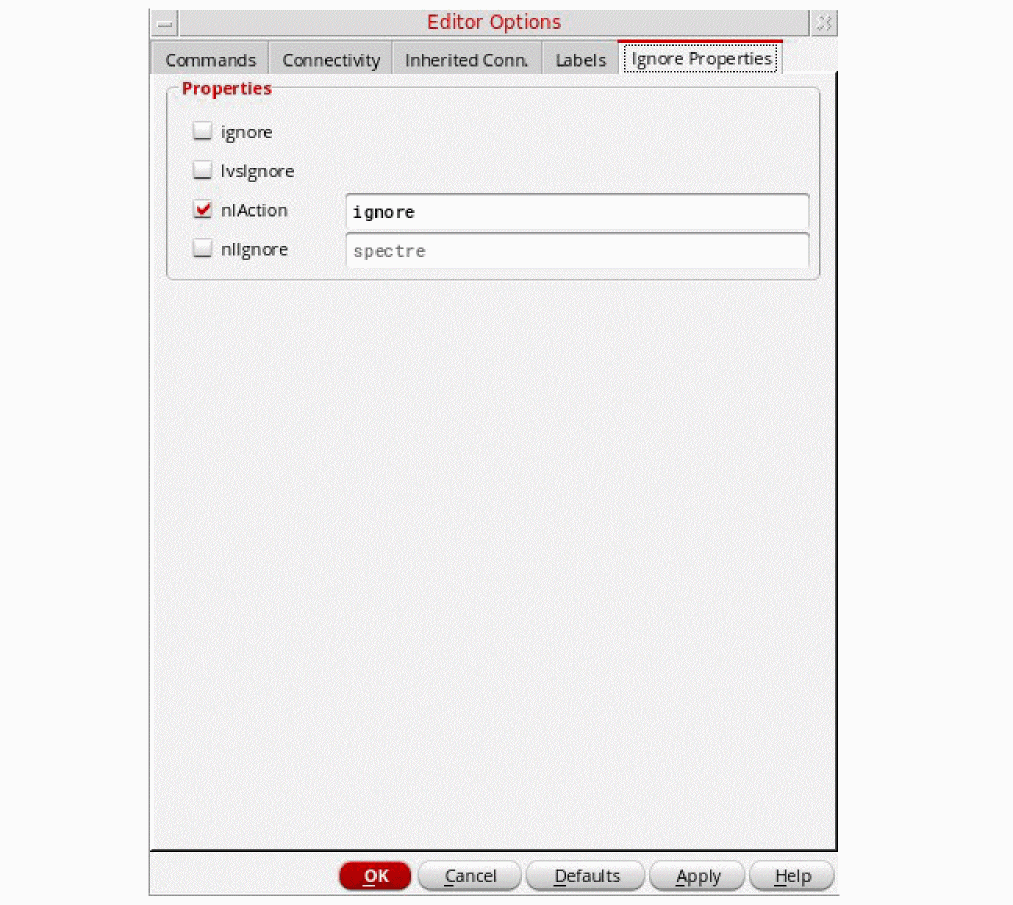 Editor Options
Commands Connectivity Inherited Conn. Labels Ignore Properties
Properties
ignore
lvsIgnore
nlAction ignore
nlIgnore spectre
OK Cancel Defaults Apply Help